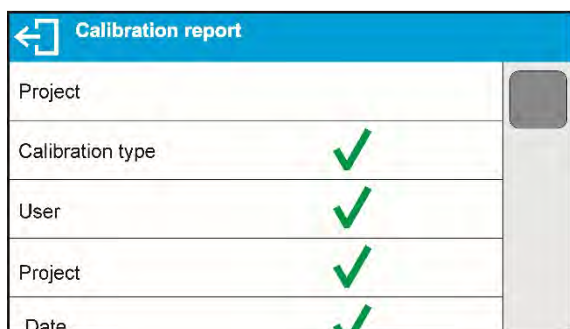 Calibration report
Project
Calibration type
User
Project
Date